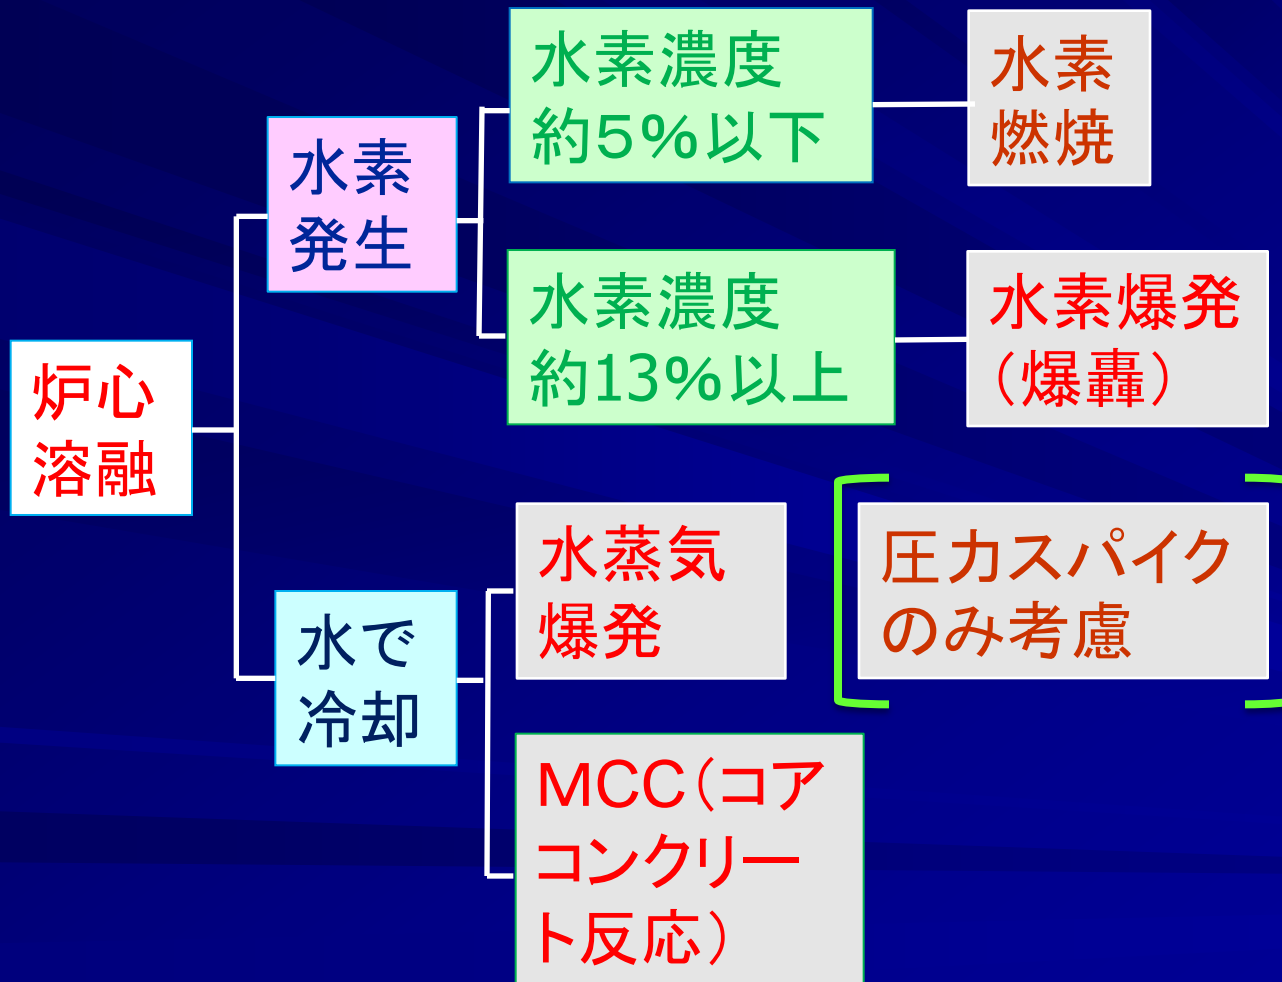 炉心
溶融
水素
発生
水素濃度
約5%以下
水素
燃焼
水素濃度
約13%以上
水素爆発
（爆轟）
水で
冷却
水蒸気
爆発
圧力スパイク
のみ考慮
MCC（コア
コンクリー
ト反応）